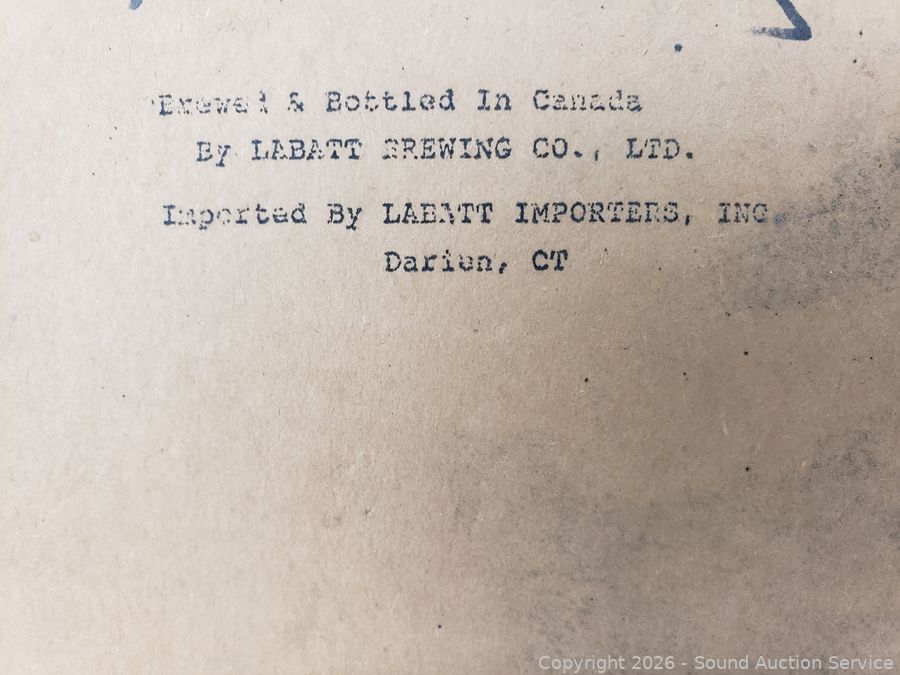 Brewed & Bottled In Canada
By LABATT BREWING CO., LTD.
Imported By LABATT IMPORTERS, INC.
Darien, CT
Copyright 2026 - Sound Auction Service